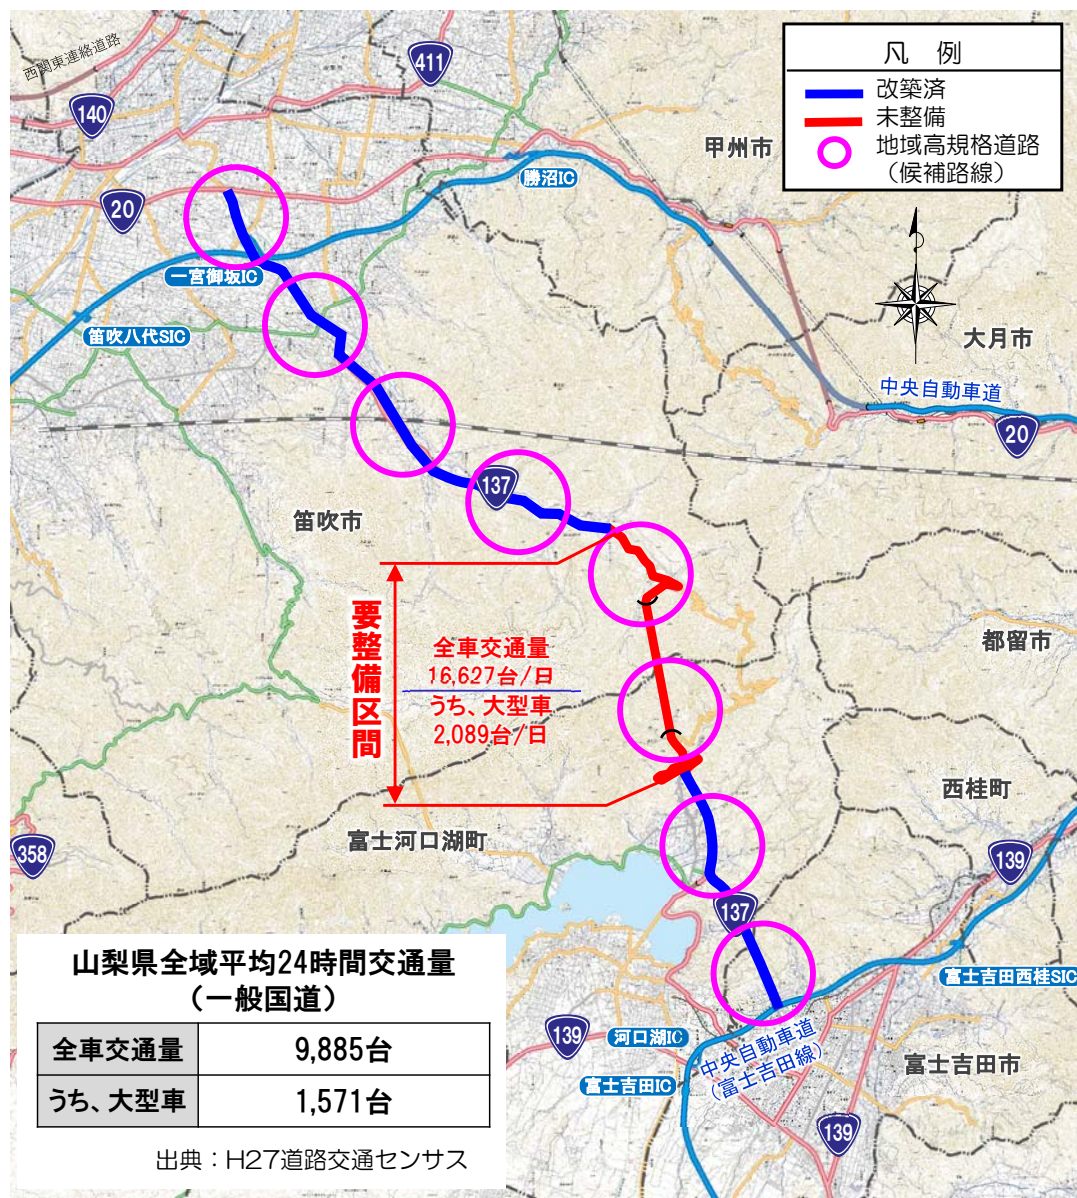 西関東連絡道路
411
140
20
凡　例
改築済
未整備
地域高規格道路
（候補路線）
甲州市
勝沼IC
一宮御坂IC
笛吹八代SIC
大月市
中央自動車道
20
137
笛吹市
要整備区間
全車交通量
16,627台/日
うち、大型車
2,089台/日
都留市
西桂町
富士河口湖町
358
139
137
富士吉田西桂SIC
139
河口湖IC
富士吉田IC
中央自動車道
(富士吉田線)
富士吉田市
139
山梨県全域平均24時間交通量
（一般国道）
全車交通量 9,885台
うち、大型車 1,571台
出典：H27道路交通センサス